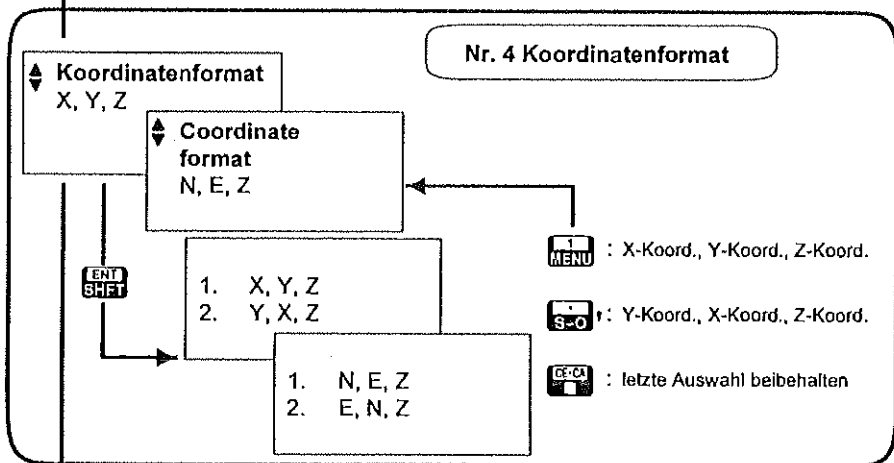 Nr. 4 Koordinatenformat
Koordinatenformat
X, Y, Z
Coordinate
format
N, E, Z
ENT
SHFT
1. X, Y, Z
2. Y, X, Z
1. N, E, Z
2. E, N, Z
1
MENU : X-Koord., Y-Koord., Z-Koord.
S-O : Y-Koord., X-Koord., Z-Koord.
CE·CA : letzte Auswahl beibehalten